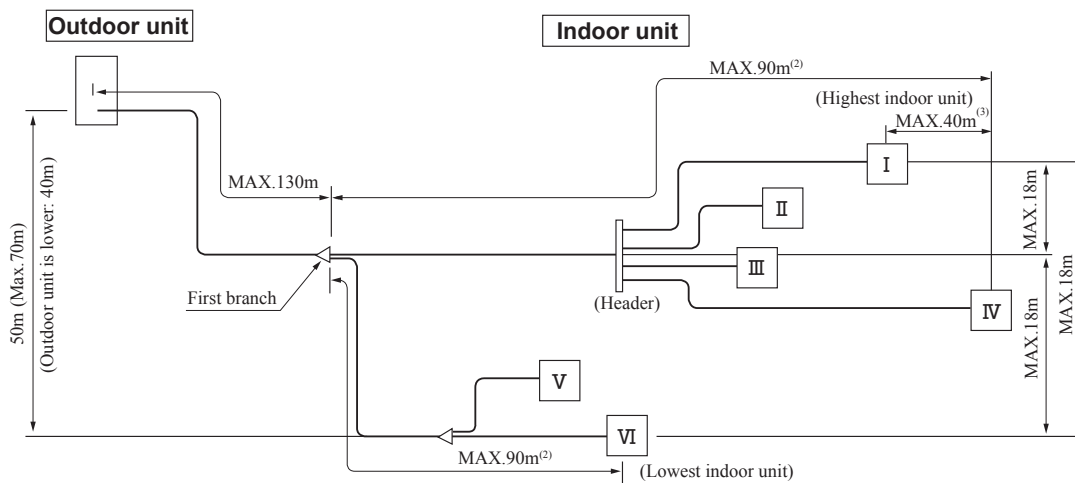 Outdoor unit
Indoor unit
MAX.90m(2)
(Highest indoor unit)
MAX.40m(3)
I
MAX.130m
II
III
IV
First branch
(Header)
50m (Max.70m)
(Outdoor unit is lower: 40m)
MAX.18m
MAX.18m
MAX.18m
V
VI
MAX.90m(2)
(Lowest indoor unit)